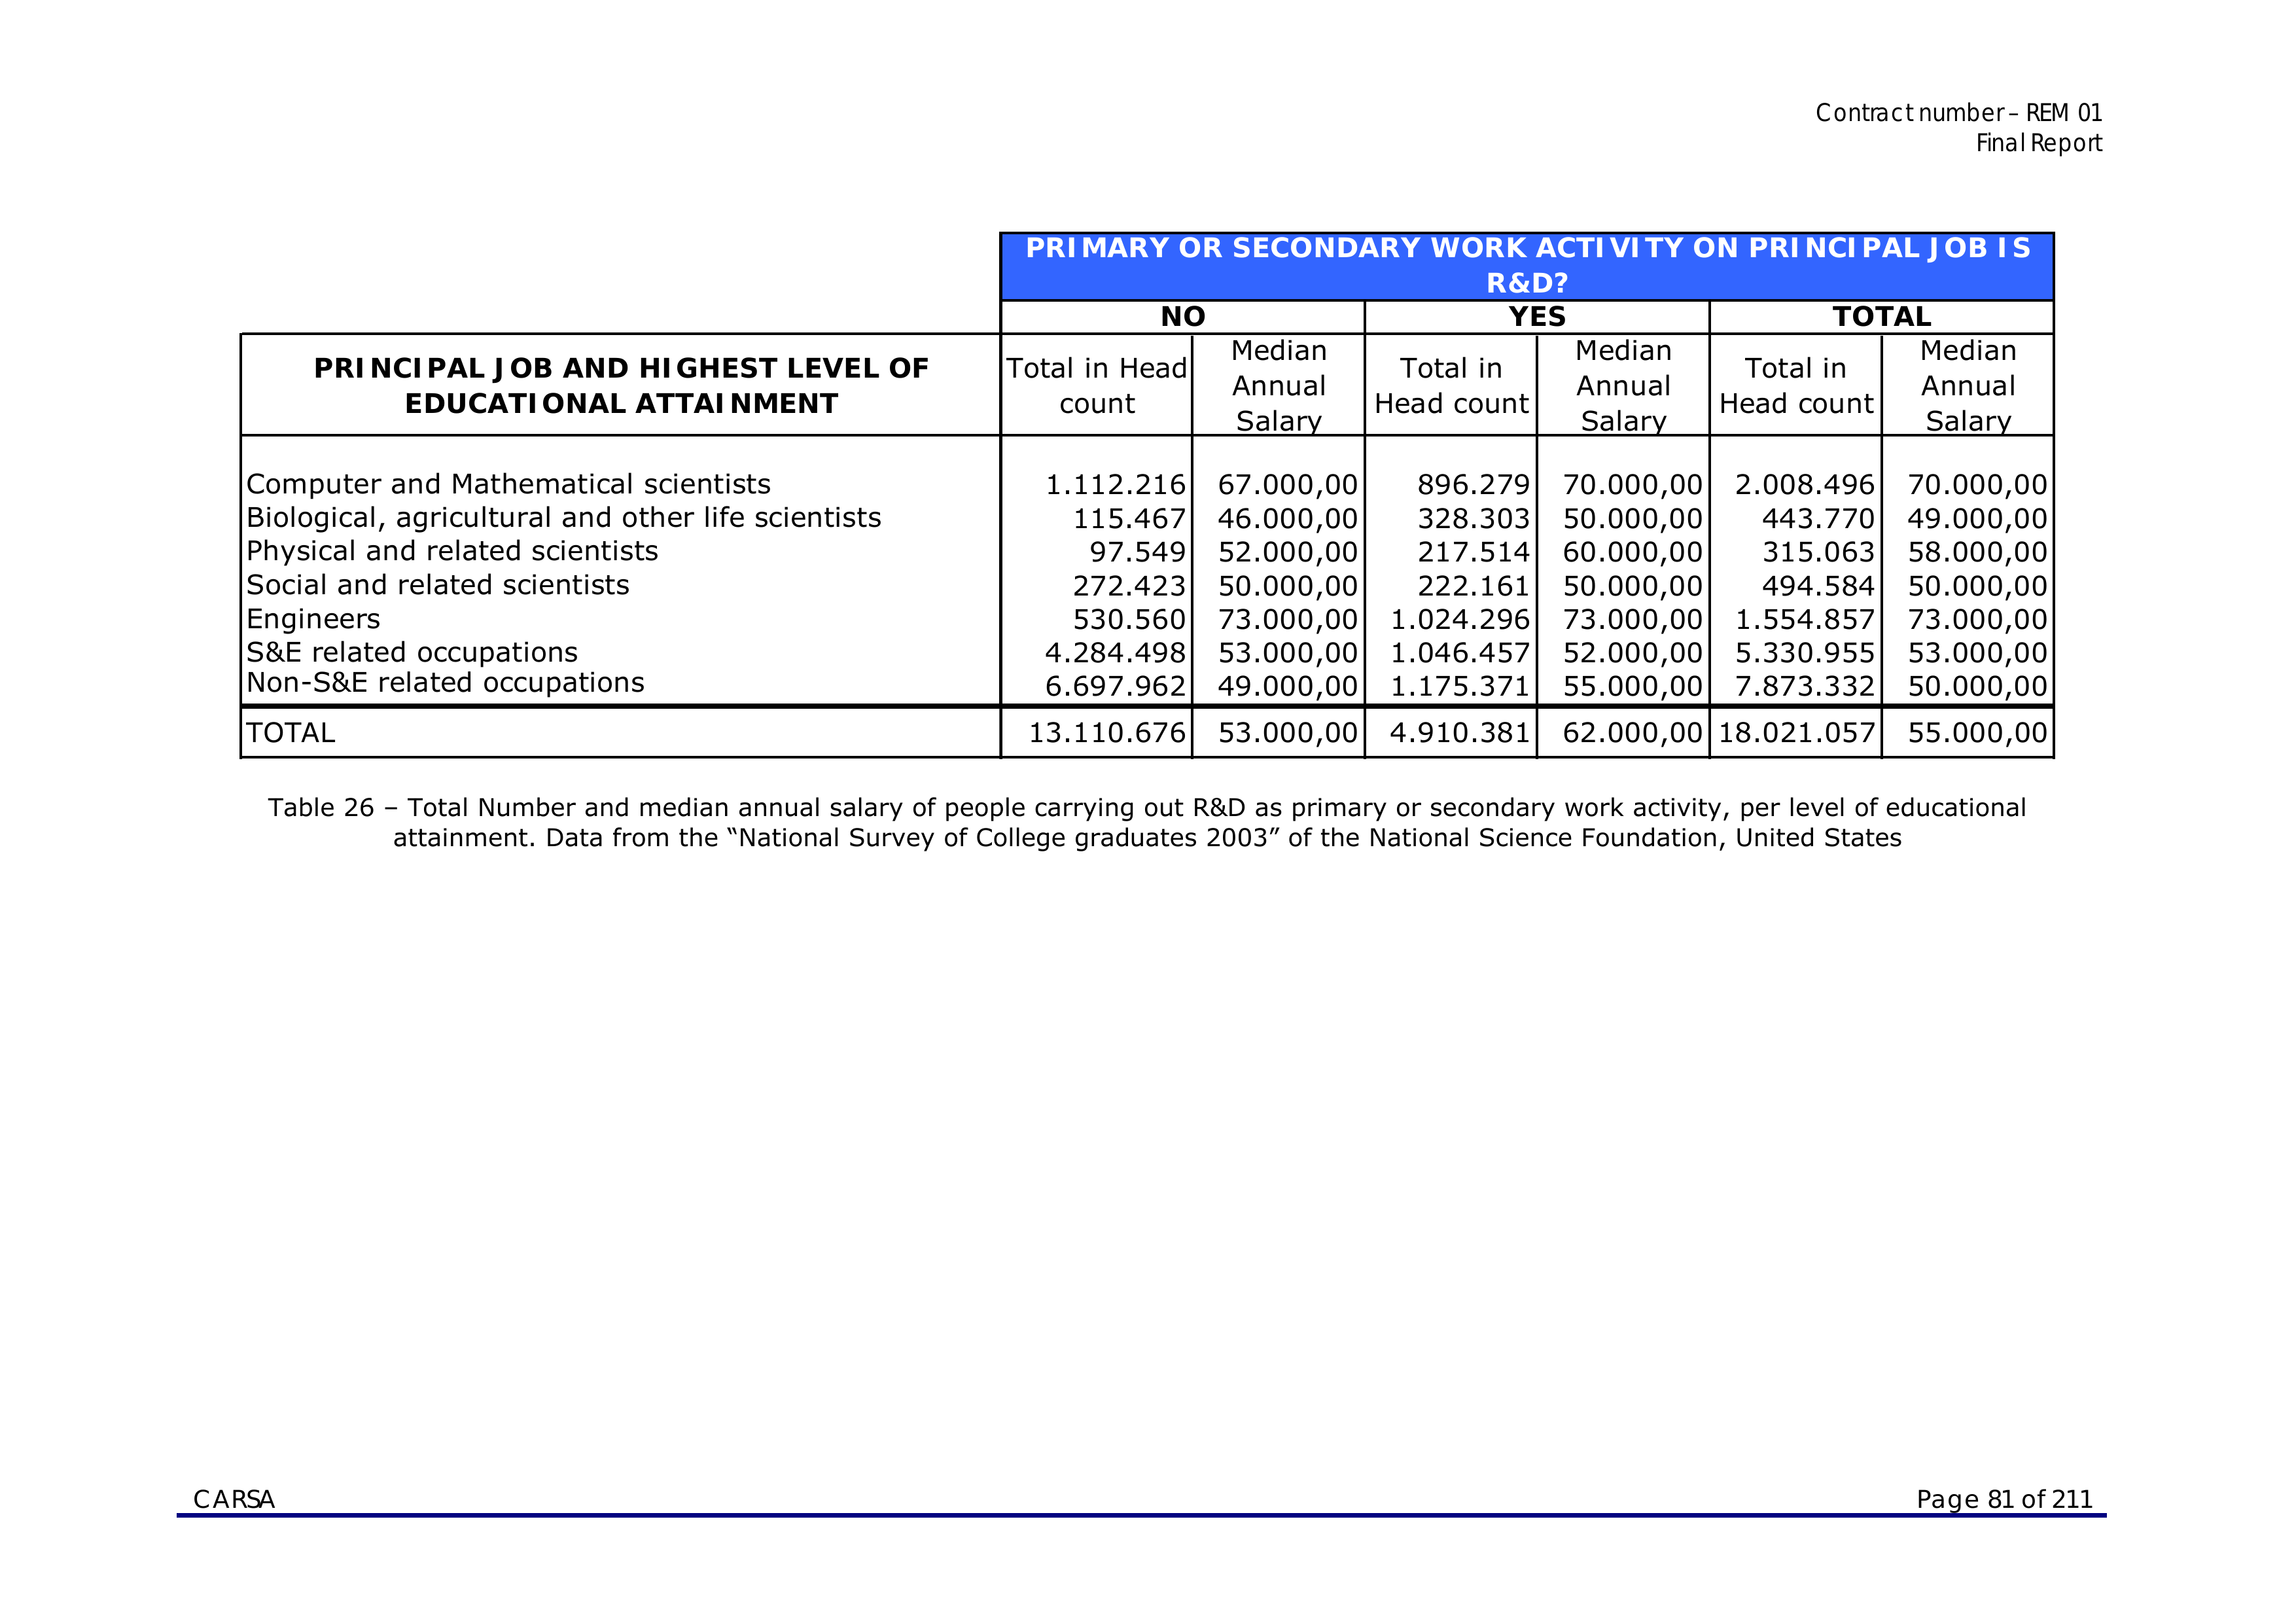 Contract number – REM 01
Final Report
PRIMARY OR SECONDARY WORK ACTIVITY ON PRINCIPAL JOB IS
R&D?
NO YES TOTAL
PRINCIPAL JOB AND HIGHEST LEVEL OF
EDUCATIONAL ATTAINMENT
Total in Head
count
Median
Annual
Salary
Total in
Head count
Median
Annual
Salary
Total in
Head count
Median
Annual
Salary
Computer and Mathematical scientists 1.112.216 67.000,00 896.279 70.000,00 2.008.496 70.000,00
Biological, agricultural and other life scientists 115.467 46.000,00 328.303 50.000,00 443.770 49.000,00
Physical and related scientists 97.549 52.000,00 217.514 60.000,00 315.063 58.000,00
Social and related scientists 272.423 50.000,00 222.161 50.000,00 494.584 50.000,00
Engineers 530.560 73.000,00 1.024.296 73.000,00 1.554.857 73.000,00
S&E related occupations 4.284.498 53.000,00 1.046.457 52.000,00 5.330.955 53.000,00
Non-S&E related occupations 6.697.962 49.000,00 1.175.371 55.000,00 7.873.332 50.000,00
TOTAL 13.110.676 53.000,00 4.910.381 62.000,00 18.021.057 55.000,00
Table 26 – Total Number and median annual salary of people carrying out R&D as primary or secondary work activity, per level of educational
attainment. Data from the “National Survey of College graduates 2003” of the National Science Foundation, United States
CARSA Page 81 of 211